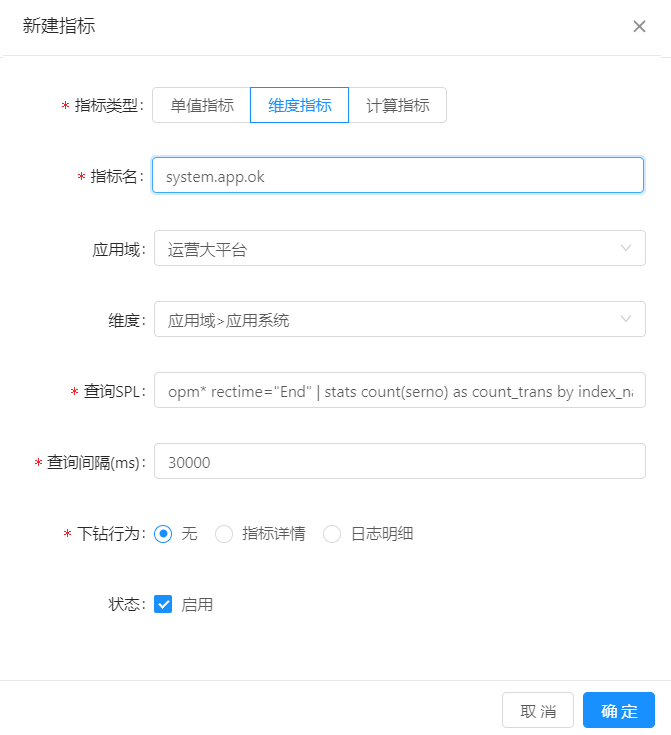 新建指标
* 指标类型: 单值指标 维度指标 计算指标
* 指标名: system.app.ok
应用域: 运营大平台
维度: 应用域>应用系统
* 查询SPL: opm* rectime="End" | stats count(serno) as count_trans by
* 查询间隔(ms): 30000
* 下钻行为: 无 指标详情 日志明细
状态: 启用
取消 确定